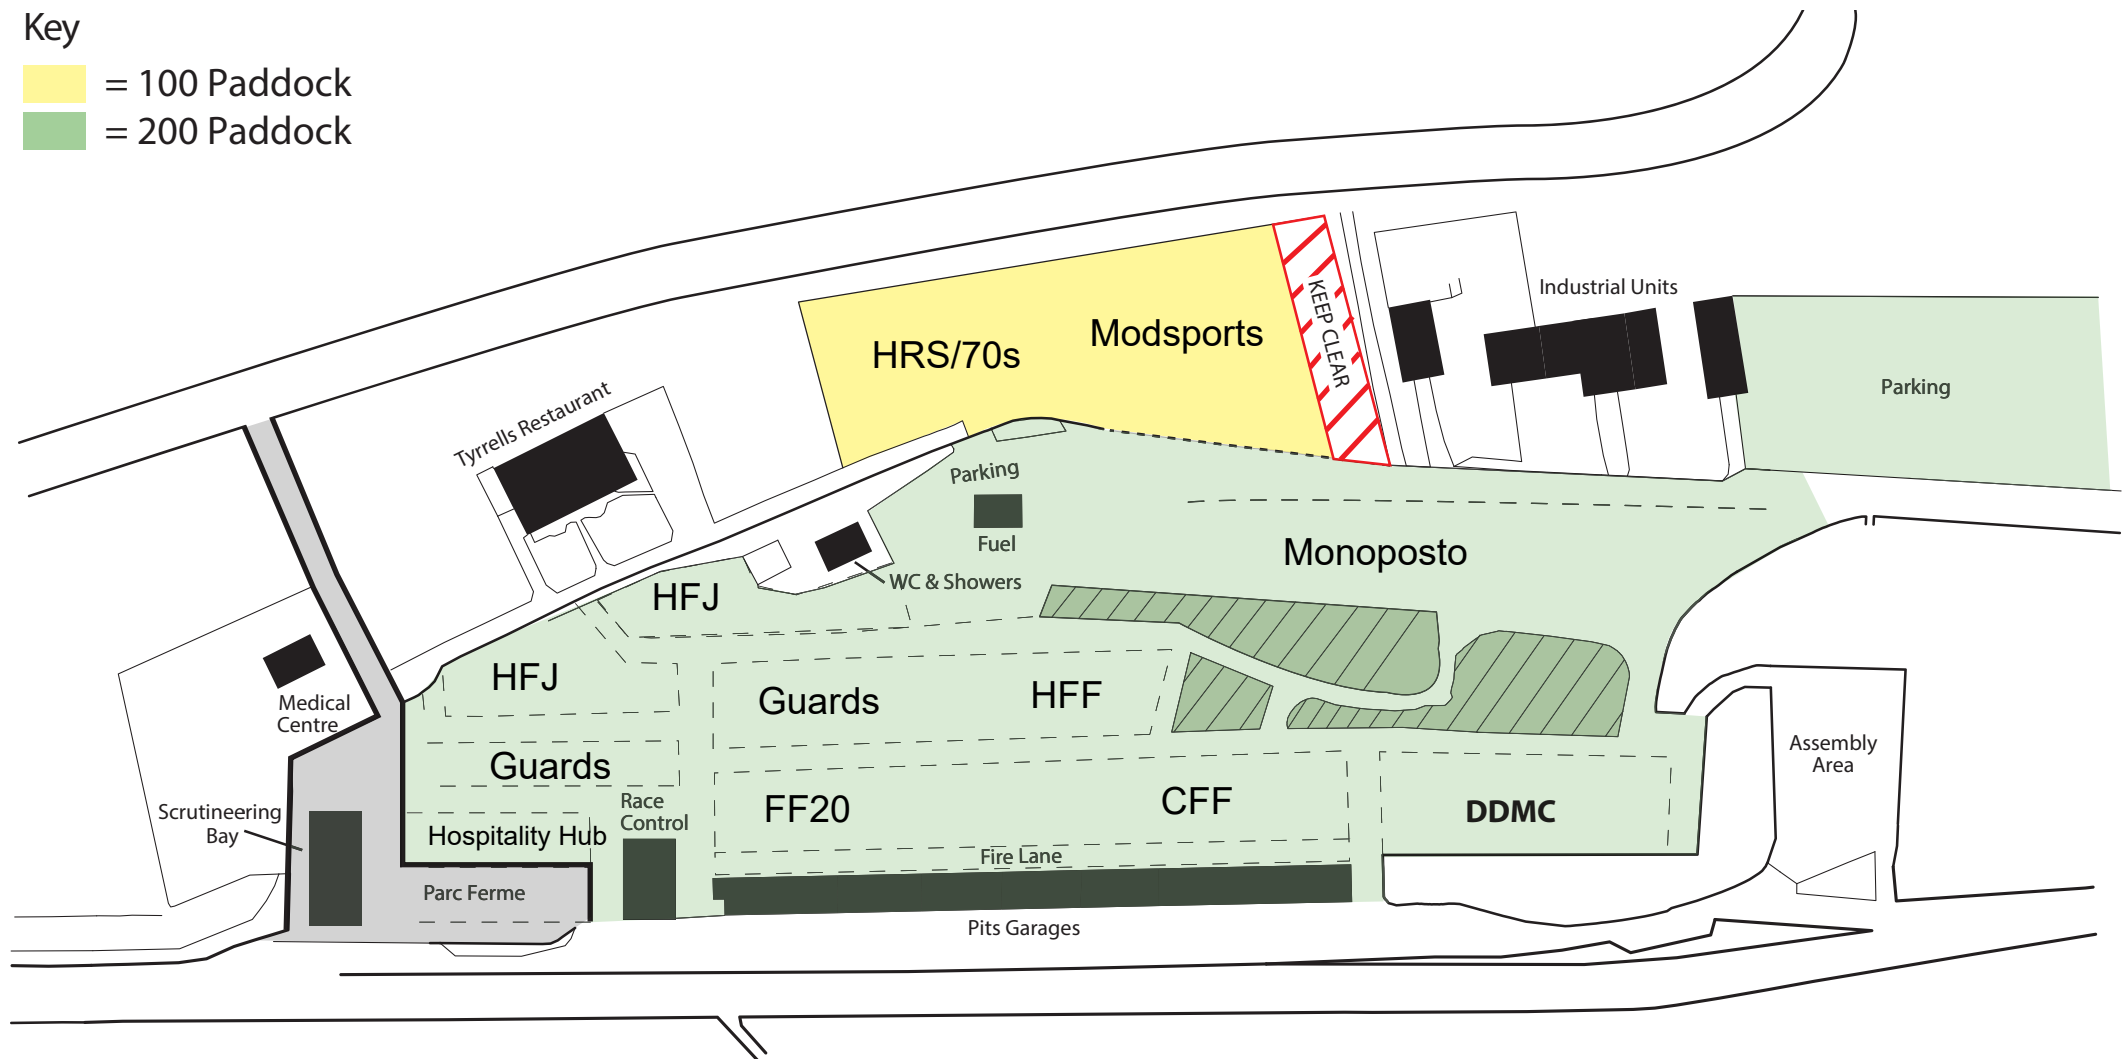 Key
= 100 Paddock
= 200 Paddock
Industrial Units
KEEP CLEAR
Modsports
HRS/70s
Parking
Tyrrells Restaurant
Parking
Fuel
Monoposto
WC & Showers
HFJ
HFJ
Guards
HFF
Medical
Centre
Assembly
Area
Guards
Race
Control
FF20
CFF
DDMC
Scrutineering
Bay
Hospitality Hub
Fire Lane
Parc Ferme
Pits Garages